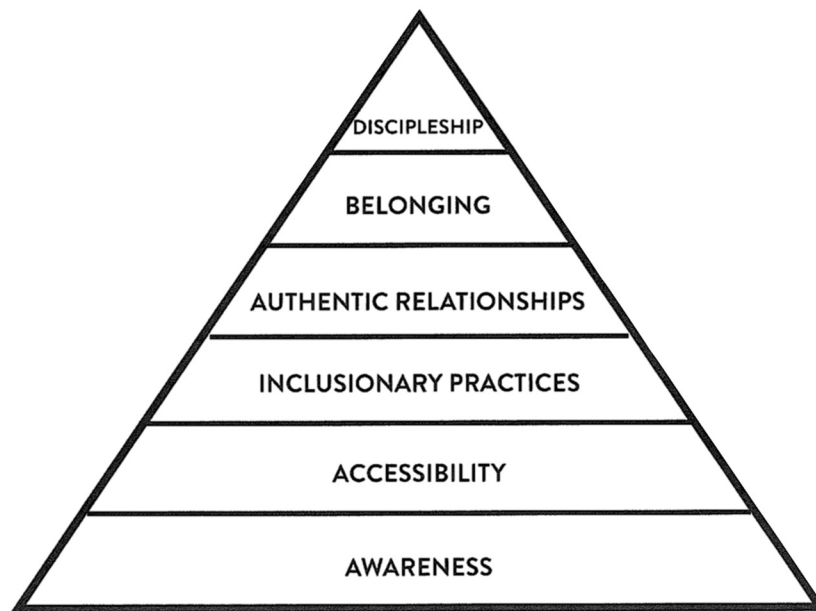 DISCIPLESHIP
BELONGING
AUTHENTIC RELATIONSHIPS
INCLUSIONARY PRACTICES
ACCESSIBILITY
AWARENESS